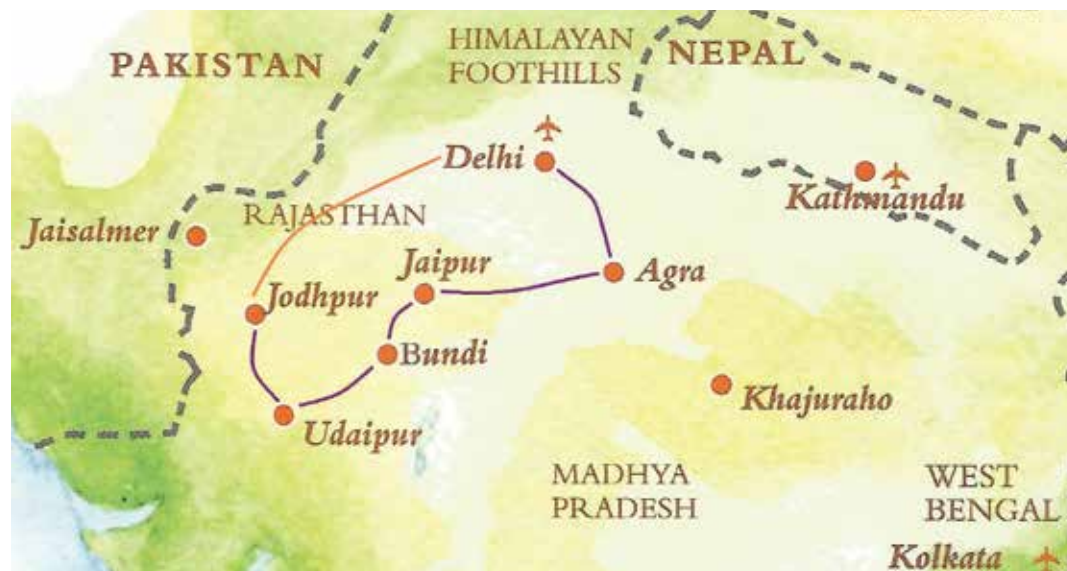 HIMALAYAN
FOOTHILLS
NEPAL
PAKISTAN
Delhi
Kathmandu
RAJASTHAN
Jaisalmer
Jaipur
Agra
Jodhpur
Bundi
Khajuraho
Udaipur
MADHYA
PRADESH
WEST
BENGAL
Kolkata